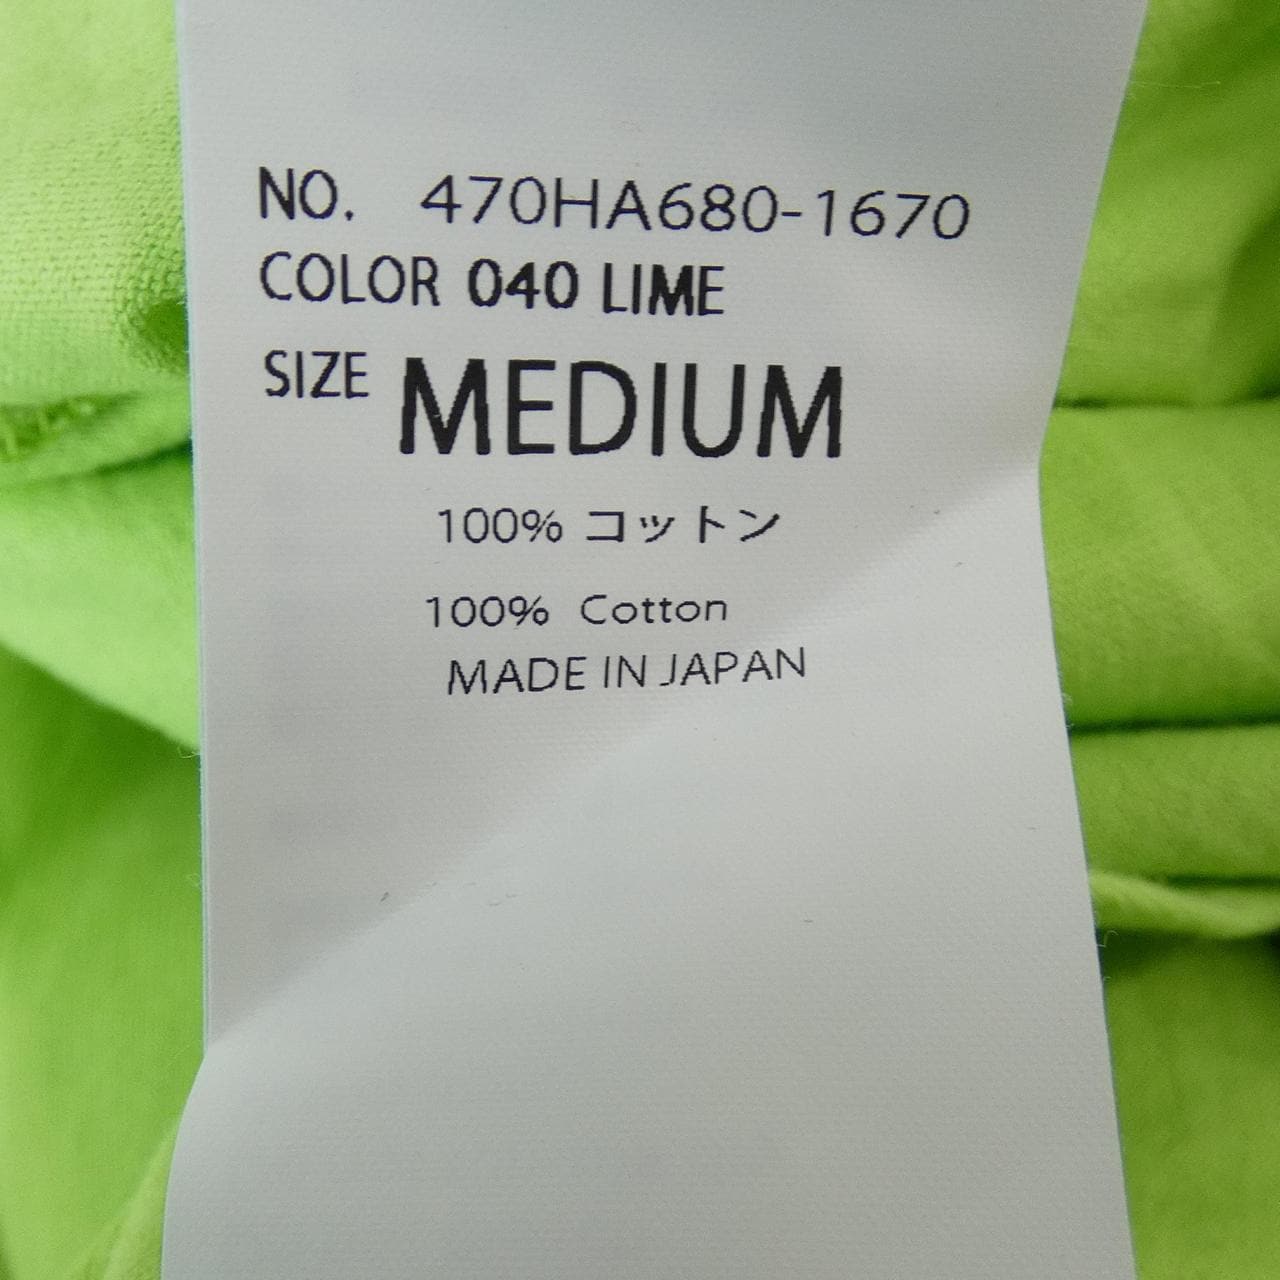 NO. 470HA680-1670
COLOR 040 LIME
SIZE MEDIUM
100% コットン
100% Cotton
MADE IN JAPAN